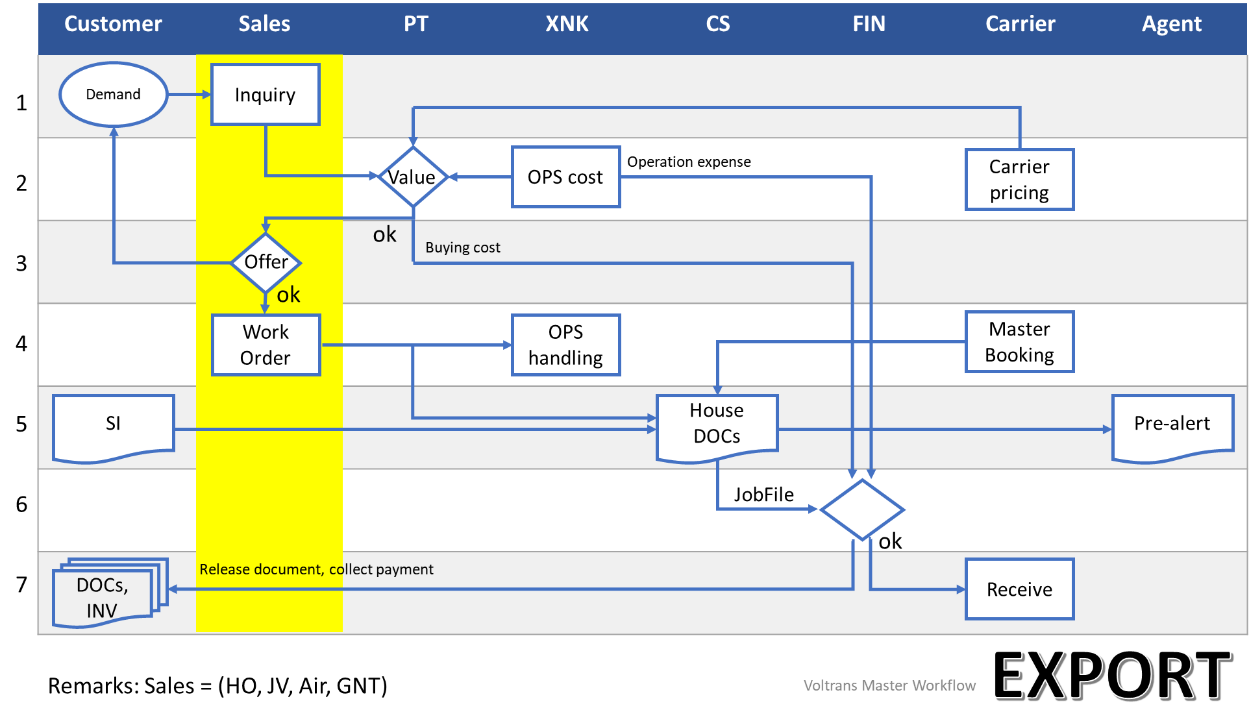 Customer Sales PT XNK CS FIN Carrier Agent
1
Demand
Inquiry
2
Value
OPS cost
Operation expense
Carrier
pricing
ok
3
Offer
Buying cost
ok
4
Work
Order
OPS
handling
Master
Booking
5
SI
House
DOCs
Pre-alert
6
JobFile
ok
7
DOCs,
INV
Release document, collect payment
Receive
Remarks: Sales = (HO, JV, Air, GNT)
Voltrans Master Workflow
EXPORT